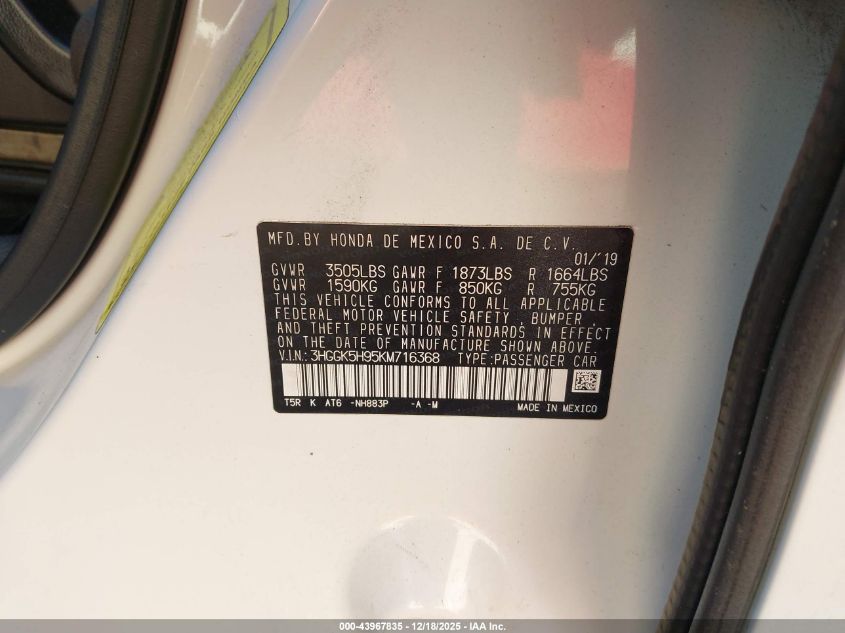 MFD. BY HONDA DE MEXICO S.A. DE C.V.
01/'19
GVWR 3505LBS GAWR F 1873LBS R 1664LBS
GVWR 1590KG GAWR F 850KG R 755KG
THIS VEHICLE CONFORMS TO ALL APPLICABLE
FEDERAL MOTOR VEHICLE SAFETY, BUMPER,
AND THEFT PREVENTION STANDARDS IN EFFECT
ON THE DATE OF MANUFACTURE SHOWN ABOVE.
V.I.N.: 3HGGK5H95KM716368 TYPE:PASSENGER CAR
T5R K AT6 -NH883P -A -M MADE IN MEXICO
000-43967835 - 12/18/2025 - IAA Inc.